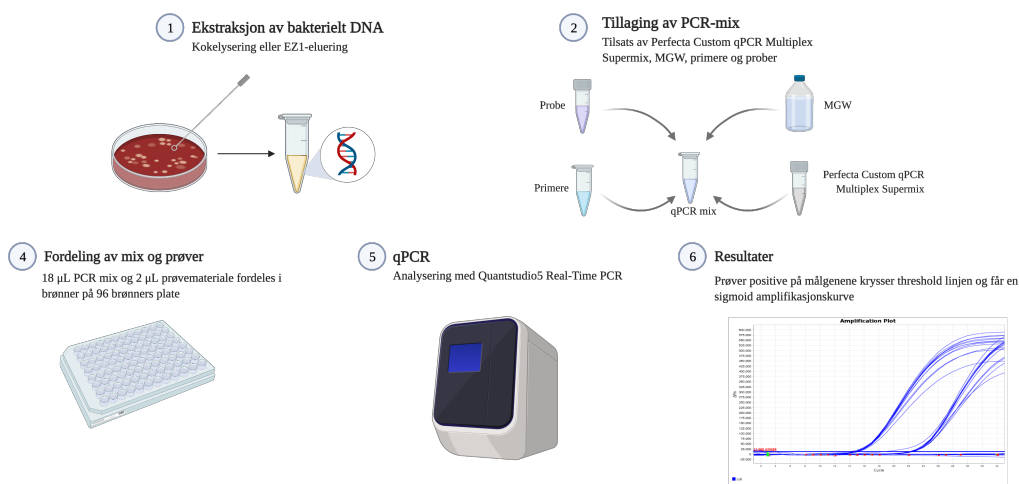 1 Ekstraksjon av bakterielt DNA
Kokelysering eller EZ1-eluering
2 Tillaging av PCR-mix
Tilsats av Perfecta Custom qPCR Multiplex
Supermix, MGW, primere og prober
Probe
MGW
Primere
Perfecta Custom qPCR
Multiplex Supermix
qPCR mix
4 Fordeling av mix og prøver
18 µL PCR mix og 2 µL prøvemateriale fordeles i
brønner på 96 brønners plate
5 qPCR
Analysering med Quantstudio5 Real-Time PCR
6 Resultater
Prøver positive på målgenene krysser threshold linjen og får en
sigmoid amplifikasjonskurve
Amplification Plot
Cycle